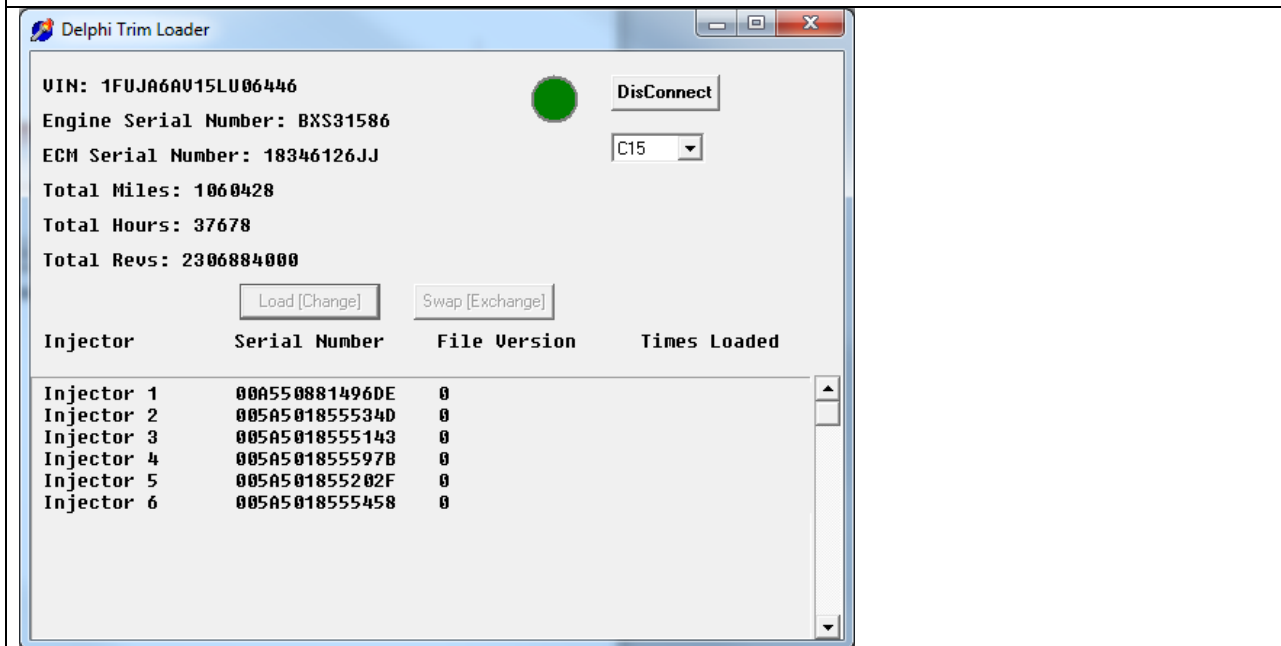 Delphi Trim Loader
VIN: 1FUJA6AV15LU06446
DisConnect
Engine Serial Number: BXS31586
ECM Serial Number: 18346126JJ
C15
Total Miles: 1060428
Total Hours: 37678
Total Revs: 2306884000
Load [Change] Swap [Exchange]
Injector Serial Number File Version Times Loaded
Injector 1 00A550881496DE 0
Injector 2 005A501855534D 0
Injector 3 005A5018555143 0
Injector 4 005A501855597B 0
Injector 5 005A501855202F 0
Injector 6 005A5018555458 0